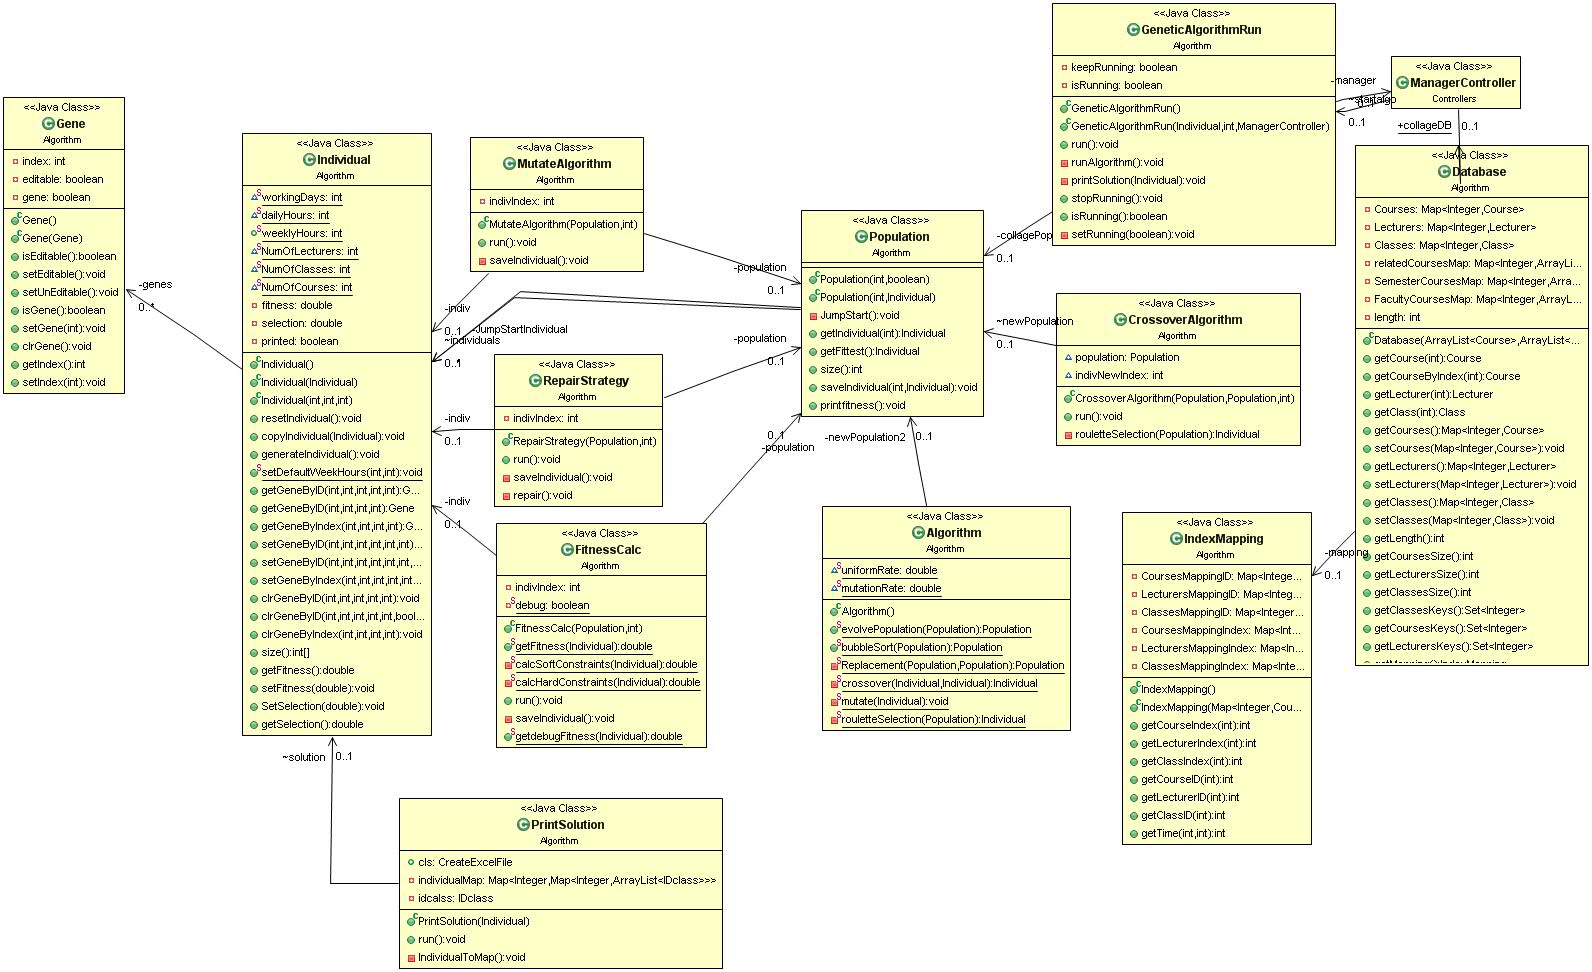 <<Java Class>>
Gene
Algorithm
index: int
editable: boolean
gene: boolean
Gene()
Gene(Gene)
isEditable():boolean
setEditable():void
setUnEditable():void
isGene():boolean
setGene(int):void
clrGene():void
getIndex():int
setIndex(int):void
-genes
0..1
<<Java Class>>
Individual
Algorithm
workingDays: int
dailyHours: int
weeklyHours: int
NumOfLecturers: int
NumOfClasses: int
NumOfCourses: int
fitness: double
selection: double
printed: boolean
Individual()
Individual(Individual)
Individual(int,int,int)
resetIndividual():void
copyIndividual(Individual):void
generateIndividual():void
setDefaultWeekHours(int,int):void
getGeneByID(int,int,int,int,int):G...
getGeneByID(int,int,int,int):Gene
getGeneByIndex(int,int,int,int):G...
setGeneByID(int,int,int,int,int,int)...
setGeneByID(int,int,int,int,int,int,...
setGeneByIndex(int,int,int,int,int...
clrGeneByID(int,int,int,int,int):void
clrGeneByID(int,int,int,int,int,bool...
clrGeneByIndex(int,int,int,int):void
size():int[]
getFitness():double
setFitness(double):void
SetSelection(double):void
getSelection():double
<<Java Class>>
MutateAlgorithm
Algorithm
indivIndex: int
MutateAlgorithm(Population,int)
run():void
saveIndividual():void
-indiv
0..1
-JumpStartIndividual
~individuals
0..1
-population
0..1
<<Java Class>>
RepairStrategy
Algorithm
indivIndex: int
RepairStrategy(Population,int)
run():void
saveIndividual():void
repair():void
-indiv
0..1
-population
0..1
<<Java Class>>
FitnessCalc
Algorithm
indivIndex: int
debug: boolean
FitnessCalc(Population,int)
getFitness(Individual):double
calcSoftConstraints(Individual):double
calcHardConstraints(Individual):double
run():void
saveIndividual():void
getdebugFitness(Individual):double
-indiv
0..1
0..1
-population
<<Java Class>>
PrintSolution
Algorithm
cls: CreateExcelFile
individualMap: Map<Integer,Map<Integer,ArrayList<IDclass>>>
idcalss: IDclass
PrintSolution(Individual)
run():void
IndividualToMap():void
~solution
0..1
<<Java Class>>
Population
Algorithm
Population(int,boolean)
Population(int,Individual)
JumpStart():void
getIndividual(int):Individual
getFittest():Individual
size():int
saveIndividual(int,Individual):void
printfitness():void
<<Java Class>>
Algorithm
Algorithm
uniformRate: double
mutationRate: double
Algorithm()
evolvePopulation(Population):Population
bubbleSort(Population):Population
Replacement(Population,Population):Population
crossover(Individual,Individual):Individual
mutate(Individual):void
rouletteSelection(Population):Individual
-newPopulation2
0..1
<<Java Class>>
GeneticAlgorithmRun
Algorithm
keepRunning: boolean
isRunning: boolean
GeneticAlgorithmRun()
GeneticAlgorithmRun(Individual,int,ManagerController)
run():void
runAlgorithm():void
printSolution(Individual):void
stopRunning():void
isRunning():boolean
setRunning(boolean):void
-collagePop
0..1
-manager
0..1
~startalgo
0..1
<<Java Class>>
ManagerController
Controllers
+collageDB
0..1
<<Java Class>>
CrossoverAlgorithm
Algorithm
population: Population
indivNewIndex: int
CrossoverAlgorithm(Population,Population,int)
run():void
rouletteSelection(Population):Individual
~newPopulation
0..1
<<Java Class>>
Database
Algorithm
Courses: Map<Integer,Course>
Lecturers: Map<Integer,Lecturer>
Classes: Map<Integer,Class>
relatedCoursesMap: Map<Integer,ArrayLi...
SemesterCoursesMap: Map<Integer,Arra...
FacultyCoursesMap: Map<Integer,ArrayL...
length: int
Database(ArrayList<Course>,ArrayList<...
getCourse(int):Course
getCourseByIndex(int):Course
getLecturer(int):Lecturer
getClass(int):Class
getCourses():Map<Integer,Course>
setCourses(Map<Integer,Course>):void
getLecturers():Map<Integer,Lecturer>
setLecturers(Map<Integer,Lecturer>):void
getClasses():Map<Integer,Class>
setClasses(Map<Integer,Class>):void
getLength():int
getCoursesSize():int
getLecturersSize():int
getClassesSize():int
getClassesKeys():Set<Integer>
getCoursesKeys():Set<Integer>
getLecturersKeys():Set<Integer>
-mapping
0..1
<<Java Class>>
IndexMapping
Algorithm
CoursesMappingID: Map<Intege...
LecturersMappingID: Map<Integ...
ClassesMappingID: Map<Integer...
CoursesMappingIndex: Map<Int...
LecturersMappingIndex: Map<In...
ClassesMappingIndex: Map<Inte...
IndexMapping()
IndexMapping(Map<Integer,Cou...
getCourseIndex(int):int
getLecturerIndex(int):int
getClassIndex(int):int
getCourseID(int):int
getLecturerID(int):int
getClassID(int):int
getTime(int,int):int